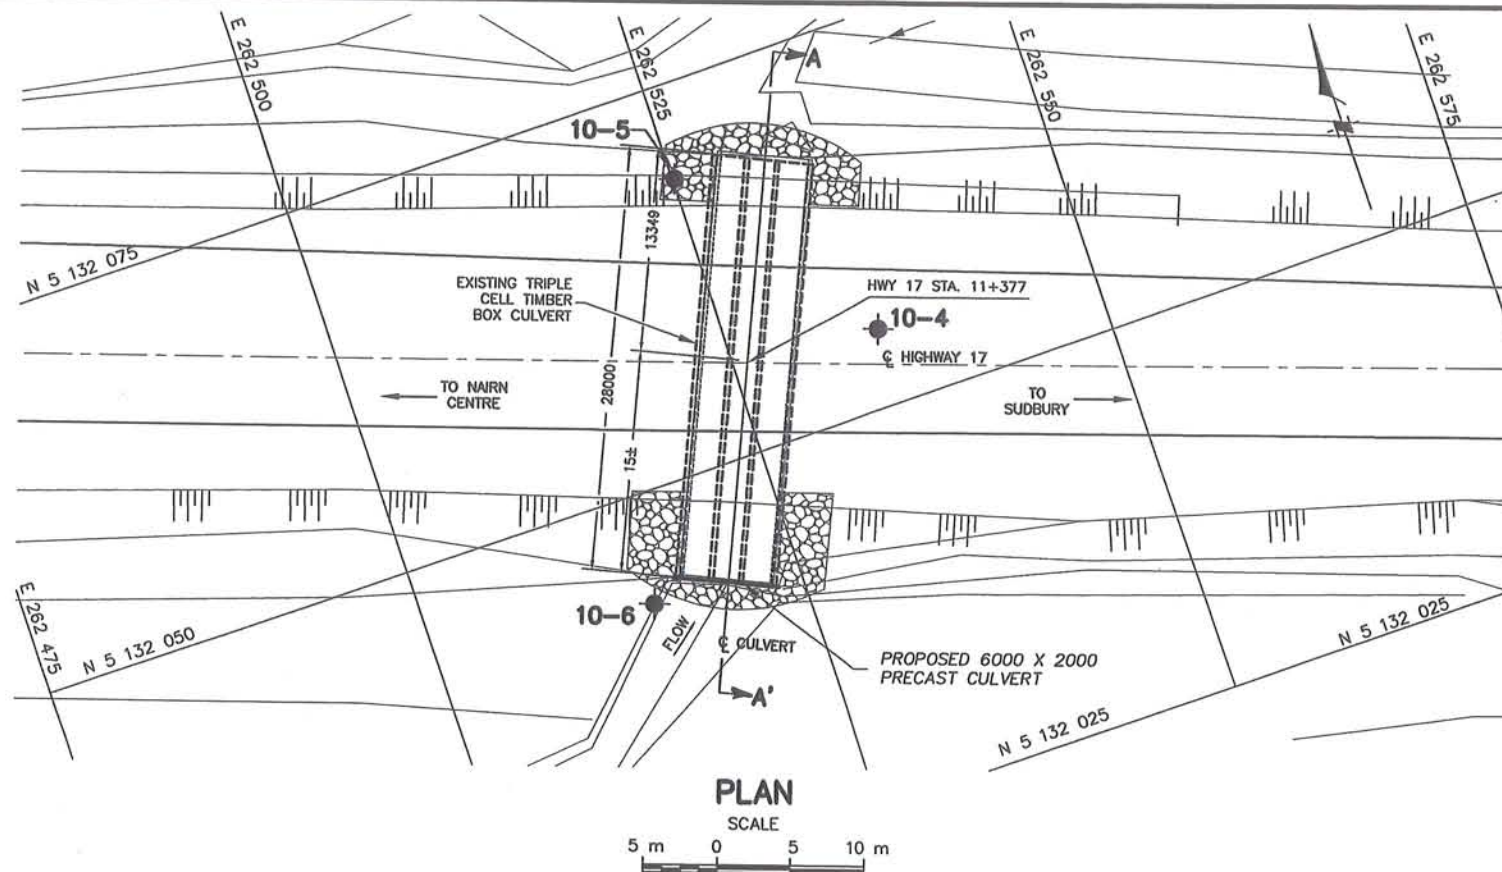 E 262 500
E 262 525
E 262 550
E 262 575
A
10-5
13349
N 5 132 075
EXISTING TRIPLE
CELL TIMBER
BOX CULVERT
HWY 17 STA. 11+377
10-4
℄ HIGHWAY 17
28000
TO NAIRN
CENTRE
TO
SUDBURY
15±
10-6
E 262 475
N 5 132 050
FLOW
℄ CULVERT
PROPOSED 6000 X 2000
PRECAST CULVERT
N 5 132 025
N 5 132 025
A'
PLAN
SCALE
5 m 0 5 10 m